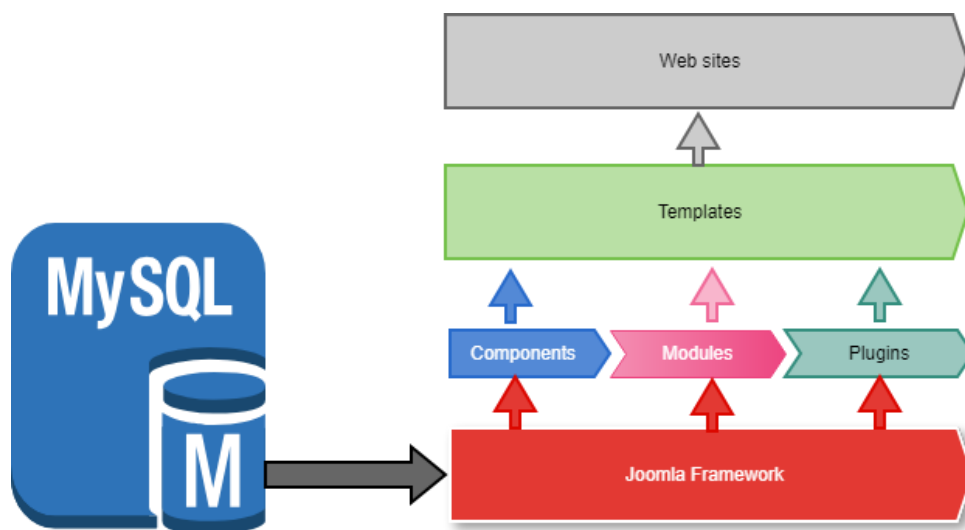 Web sites
Templates
MySQL
Components Modules Plugins
M
Joomla Framework